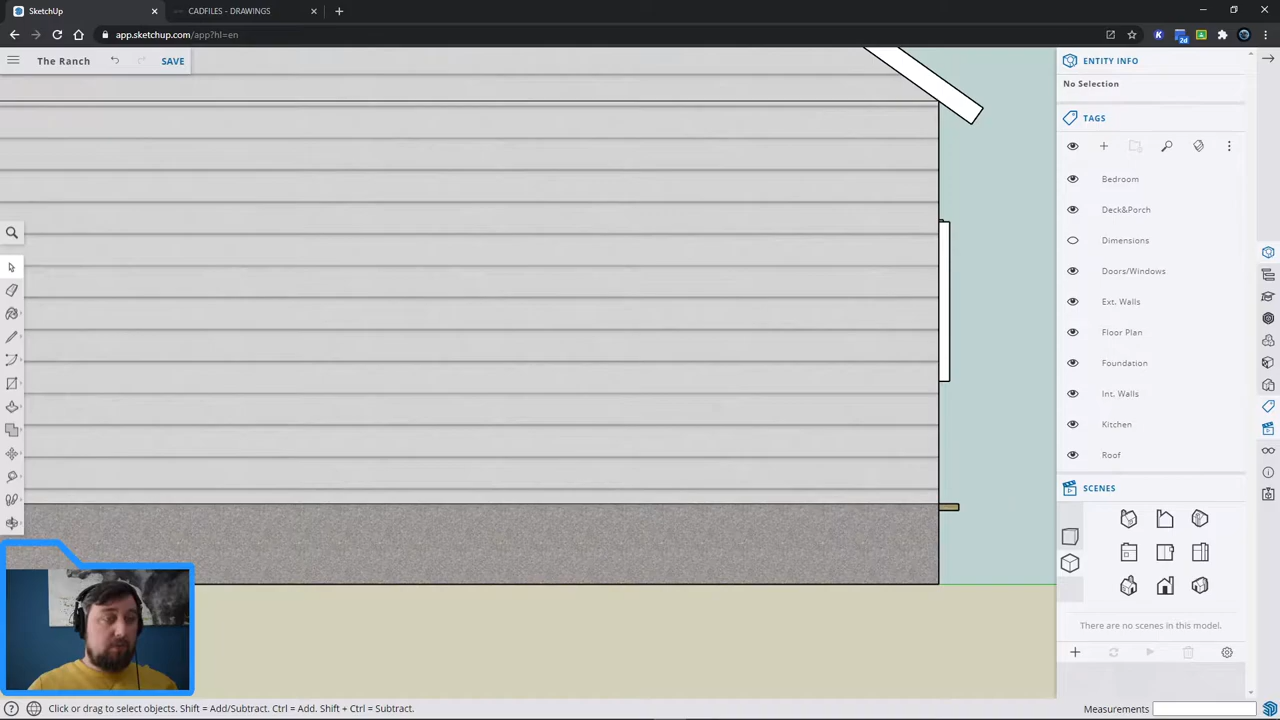 SketchUp
CADFILES - DRAWINGS
app.sketchup.com/app?hl=en
2d
The Ranch
SAVE
ENTITY INFO
No Selection
TAGS
Bedroom
Deck&Porch
Dimensions
Doors/Windows
Ext. Walls
Floor Plan
Foundation
Int. Walls
Kitchen
Roof
SCENES
There are no scenes in this model.
Click or drag to select objects. Shift = Add/Subtract. Ctrl = Add. Shift + Ctrl = Subtract.
Measurements